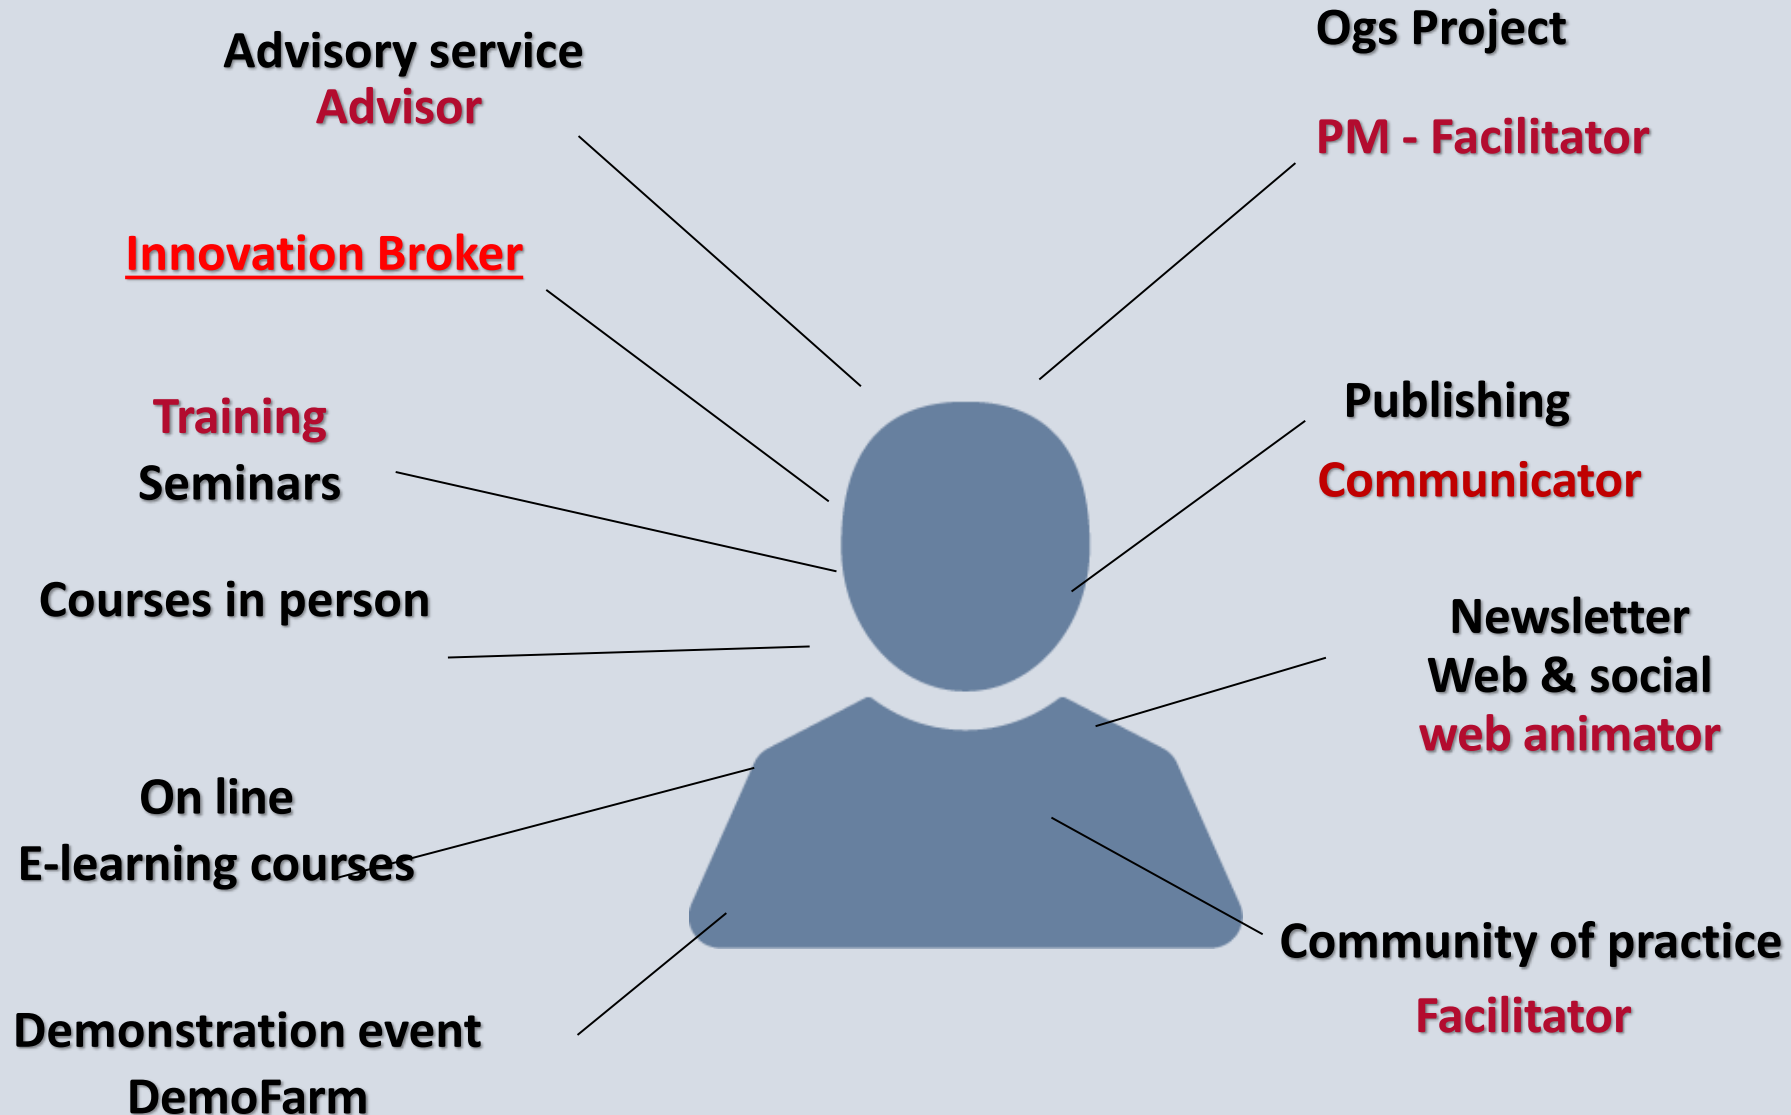 Advisory service
Advisor
Innovation Broker
Training
Seminars
Courses in person
On line
E-learning courses
Demonstration event
DemoFarm
Ogs Project
PM - Facilitator
Publishing
Communicator
Newsletter
Web & social
web animator
Community of practice
Facilitator